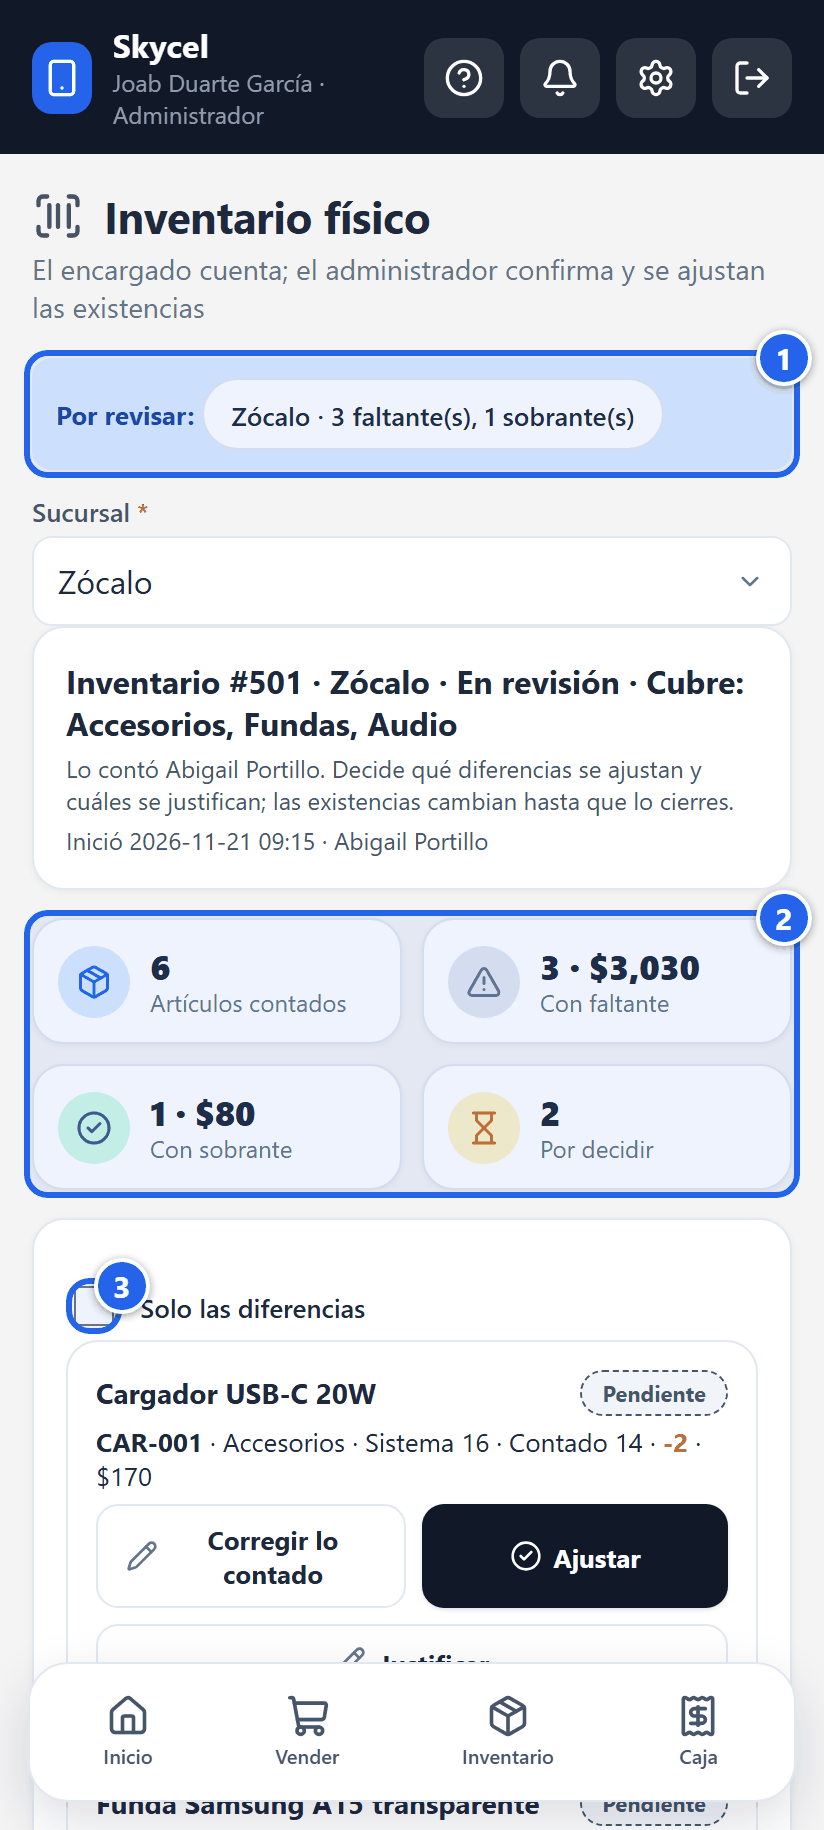 Skycel
Joab Duarte García ·
Administrador
Inventario físico
El encargado cuenta; el administrador confirma y se ajustan
las existencias
1
Por revisar: Zócalo · 3 faltante(s), 1 sobrante(s)
Sucursal *
Zócalo
Inventario #501 · Zócalo · En revisión · Cubre:
Accesorios, Fundas, Audio
Lo contó Abigail Portillo. Decide qué diferencias se ajustan y
cuáles se justifican; las existencias cambian hasta que lo cierres.
Inició 2026-11-21 09:15 · Abigail Portillo
2
6
Artículos contados
3 · $3,030
Con faltante
1 · $80
Con sobrante
2
Por decidir
3
Solo las diferencias
Cargador USB-C 20W
Pendiente
CAR-001 · Accesorios · Sistema 16 · Contado 14 · -2 ·
$170
Corregir lo
contado
Ajustar
Justificar
Inicio
Vender
Inventario
Caja
Funda Samsung A15 transparente
Pendiente